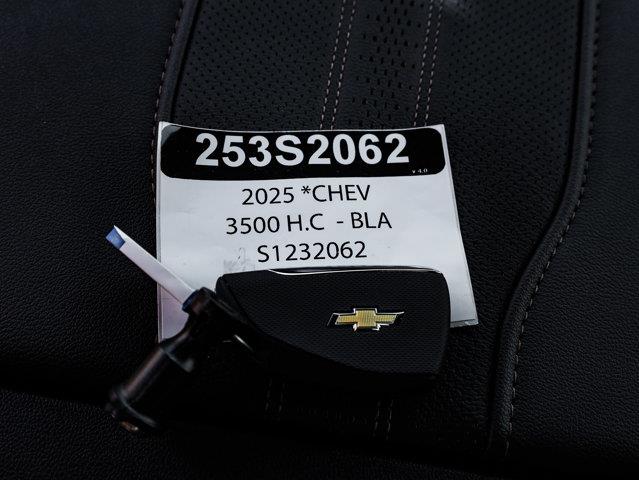 253S2062
v 4.0
2025 *CHEV
3500 H.C - BLA
S1232062